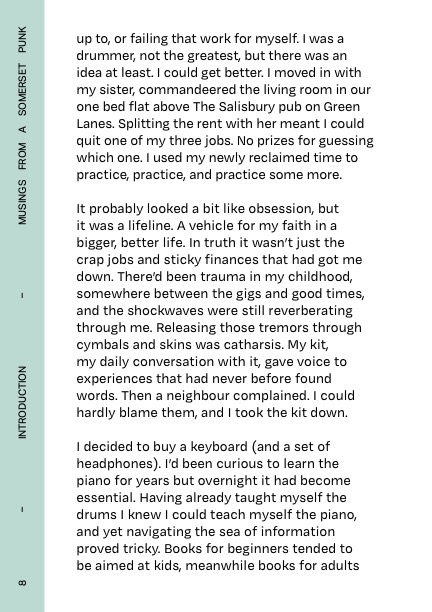 MUSINGS FROM A SOMERSET PUNK – INTRODUCTION – 8
up to, or failing that work for myself. I was a
drummer, not the greatest, but there was an
idea at least. I could get better. I moved in with
my sister, commandeered the living room in our
one bed flat above The Salisbury pub on Green
Lanes. Splitting the rent with her meant I could
quit one of my three jobs. No prizes for guessing
which one. I used my newly reclaimed time to
practice, practice, and practice some more.
It probably looked a bit like obsession, but
it was a lifeline. A vehicle for my faith in a
bigger, better life. In truth it wasn't just the
crap jobs and sticky finances that had got me
down. There'd been trauma in my childhood,
somewhere between the gigs and good times,
and the shockwaves were still reverberating
through me. Releasing those tremors through
cymbals and skins was catharsis. My kit,
my daily conversation with it, gave voice to
experiences that had never before found
words. Then a neighbour complained. I could
hardly blame them, and I took the kit down.
I decided to buy a keyboard (and a set of
headphones). I'd been curious to learn the
piano for years but overnight it had become
essential. Having already taught myself the
drums I knew I could teach myself the piano,
and yet navigating the sea of information
proved tricky. Books for beginners tended to
be aimed at kids, meanwhile books for adults